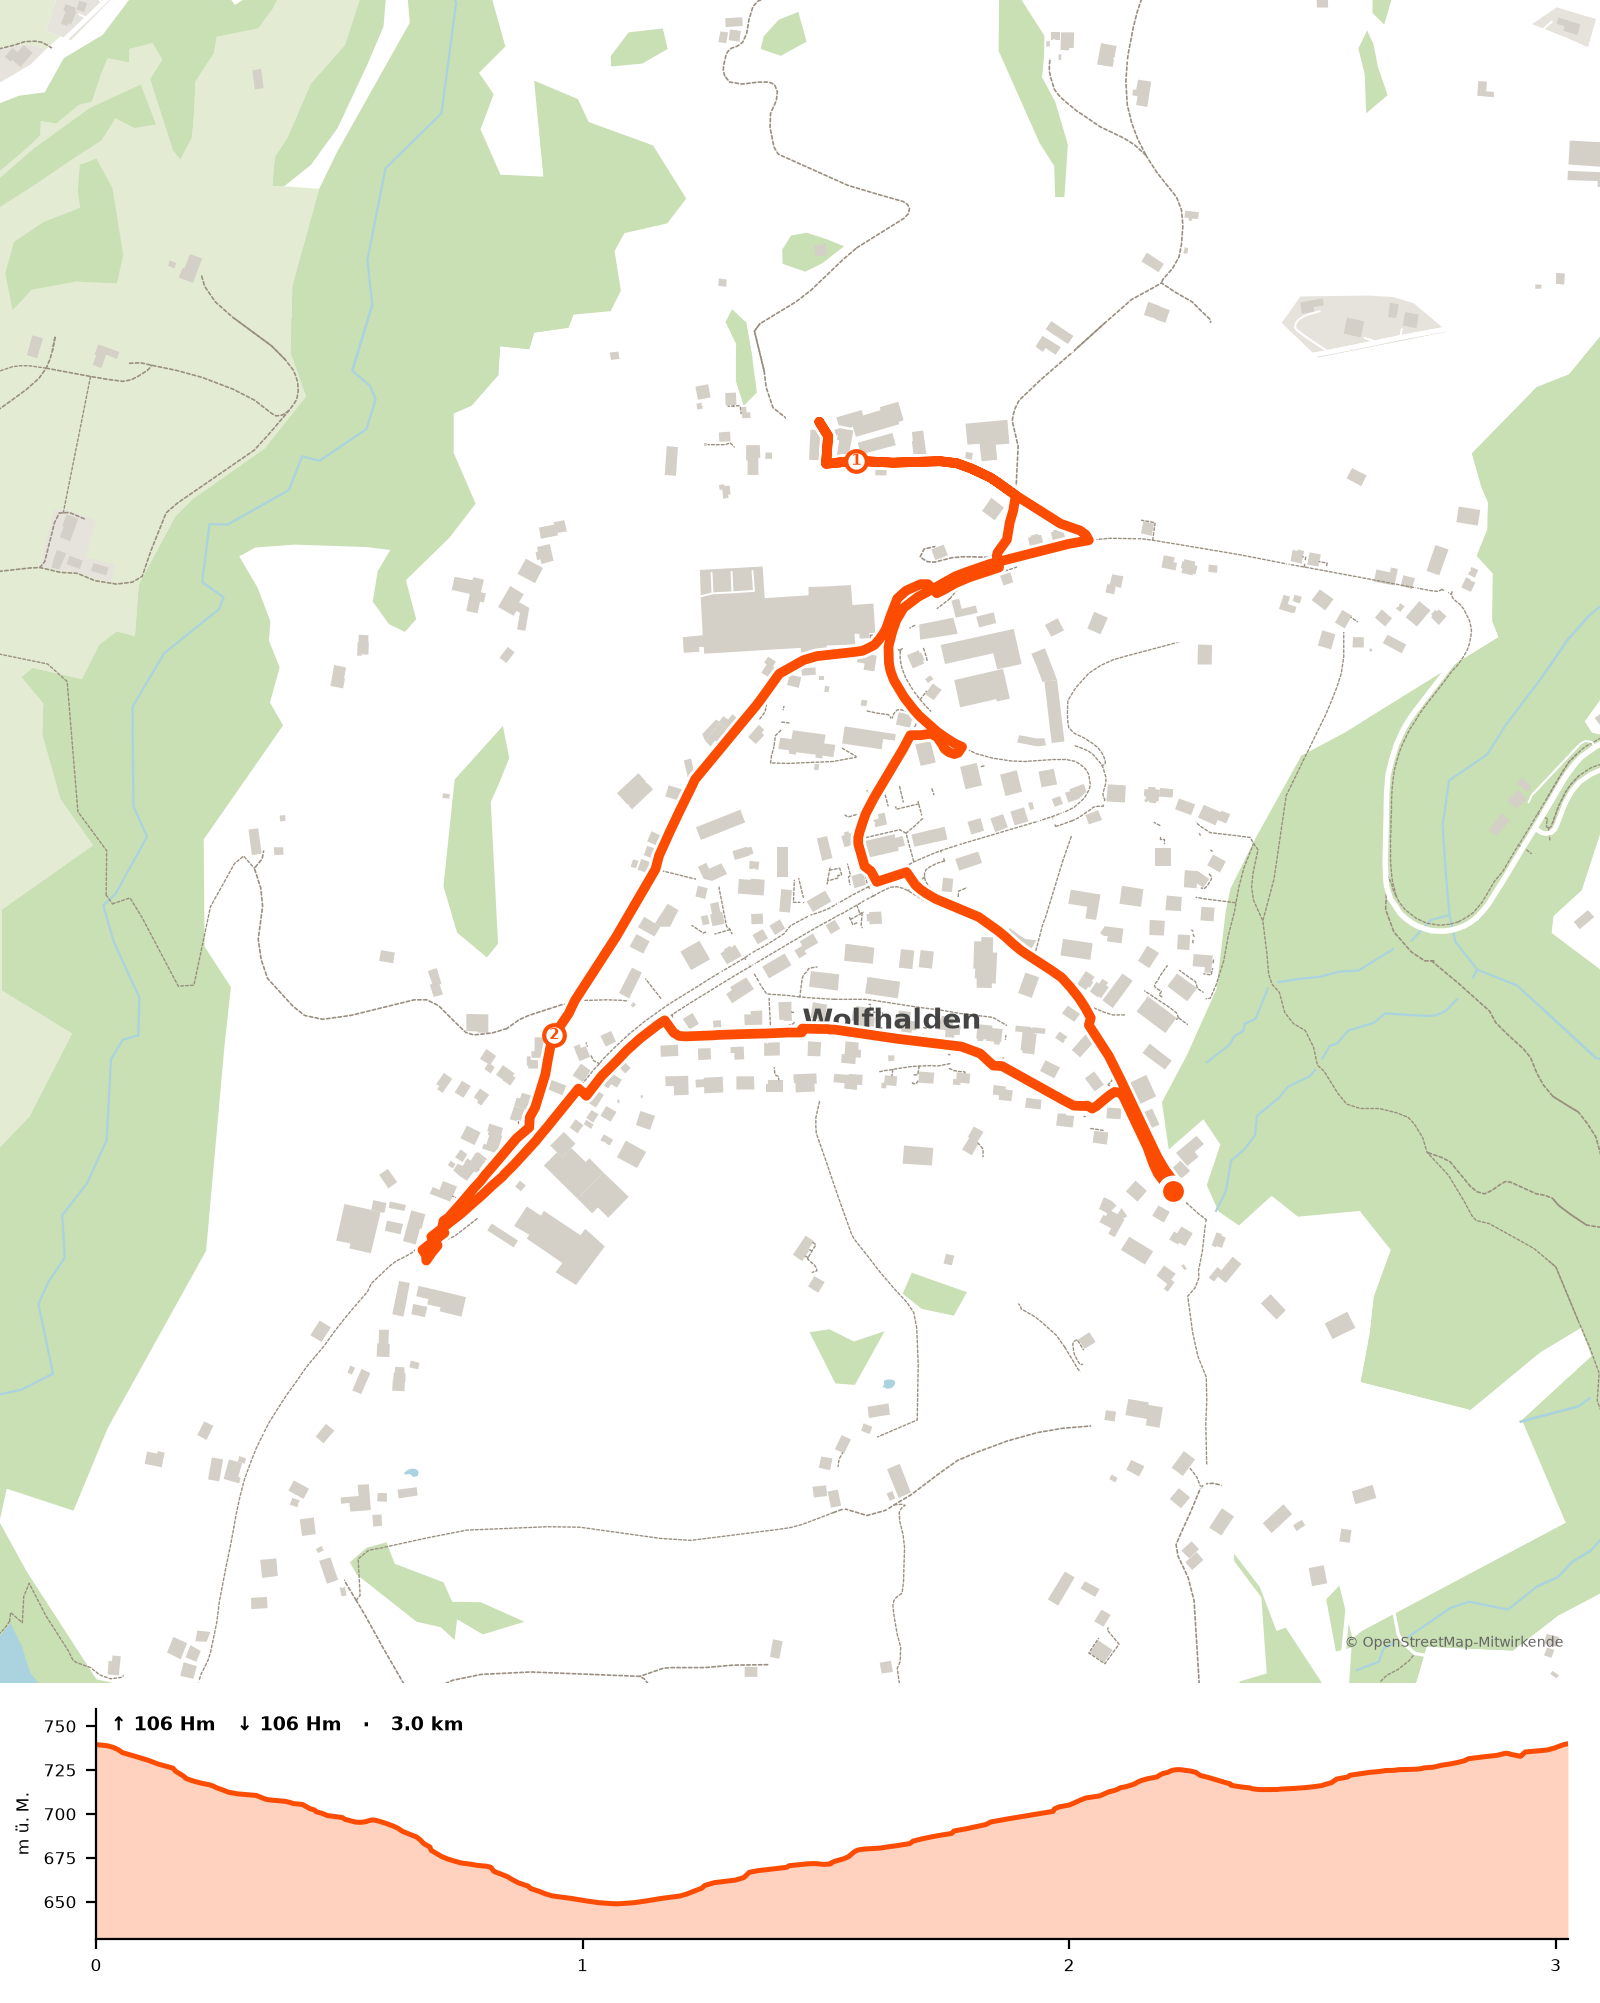 1
2
Wolfhalden
© OpenStreetMap-Mitwirkende
↑ 106 Hm ↓ 106 Hm · 3.0 km
m ü. M.
750
725
700
675
650
0 1 2 3